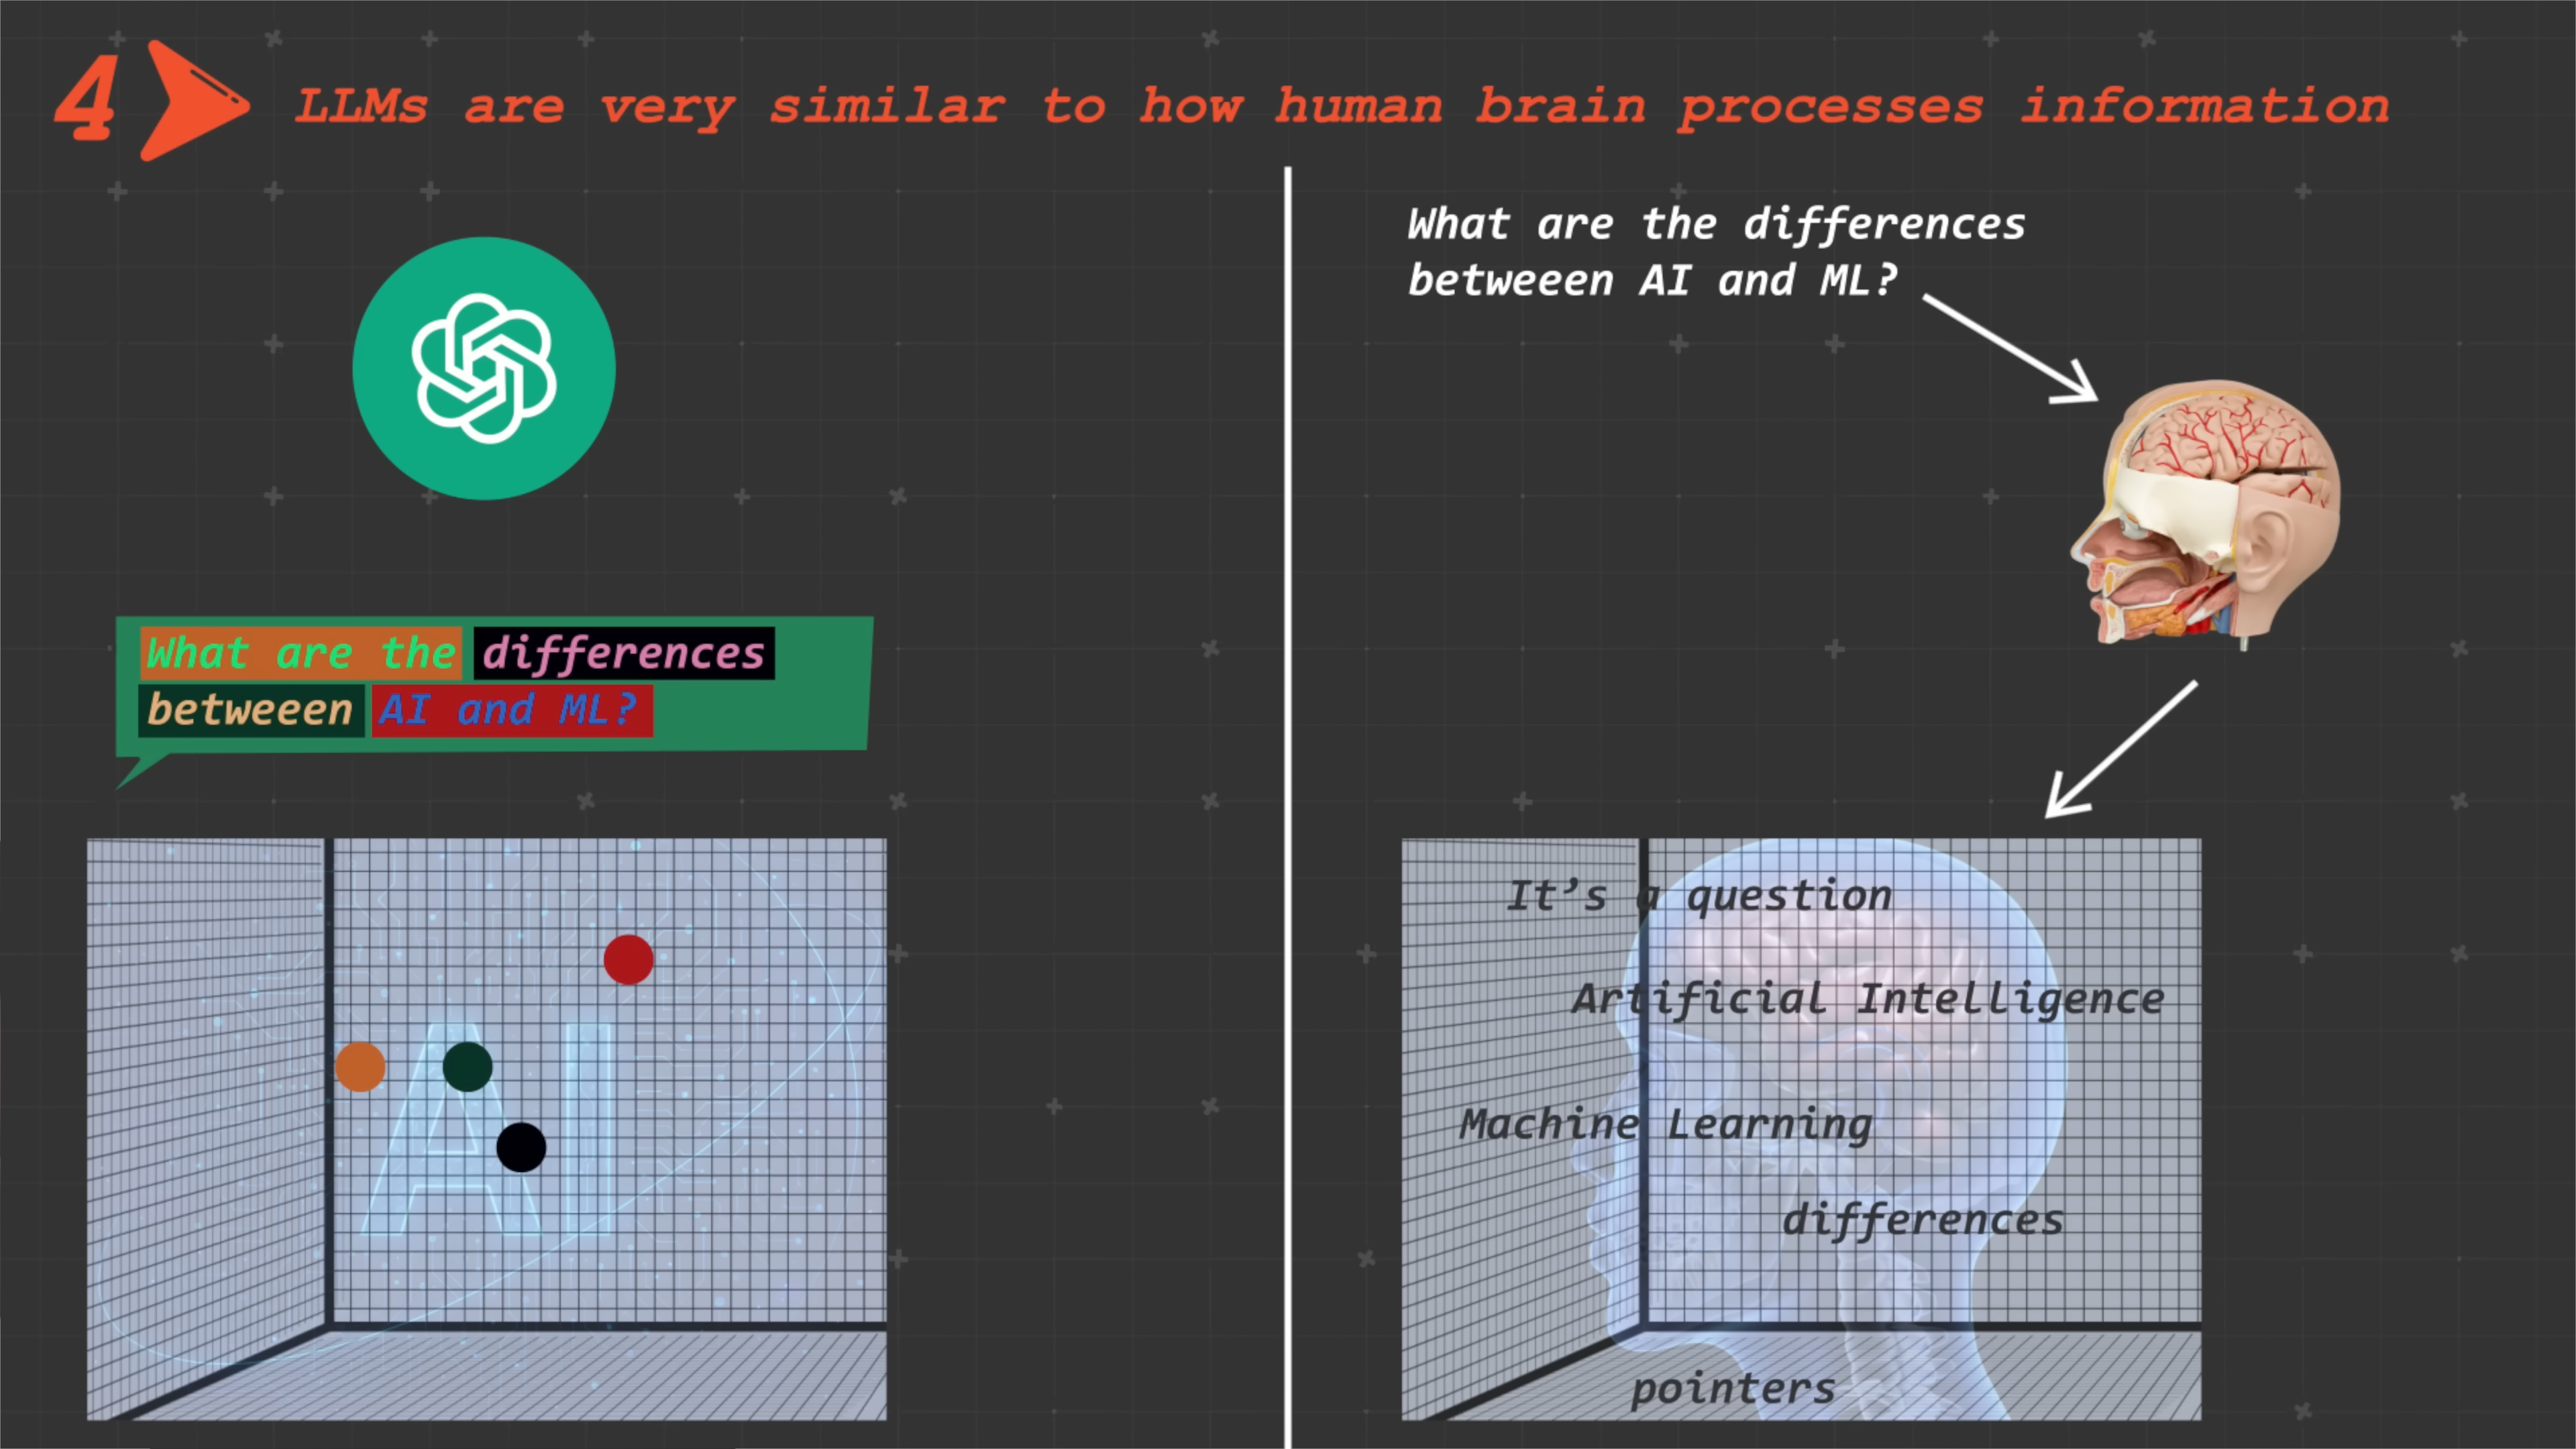 4
LLMs are very similar to how human brain processes information
What are the differences
betweeen AI and ML?
AI
What are the differences
betweeen AI and ML?
It's a question
Artificial Intelligence
Machine Learning
differences
pointers